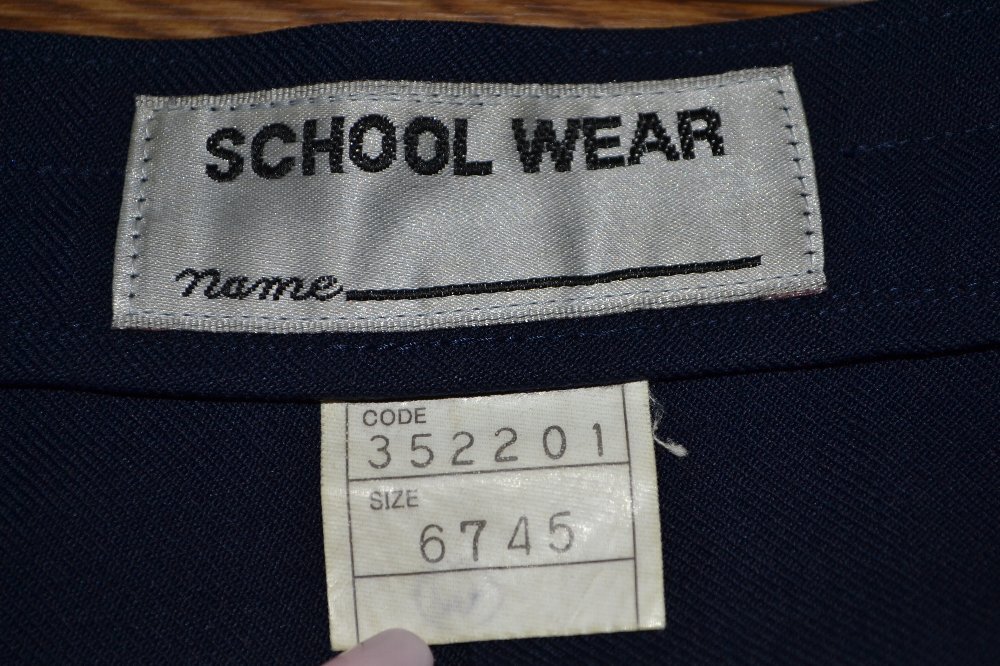 SCHOOL WEAR
name
CODE
352201
SIZE
6745